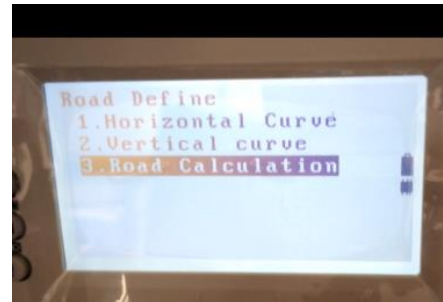 Road Define
1.Horizontal Curve
2.Vertical curve
3.Road Calculation